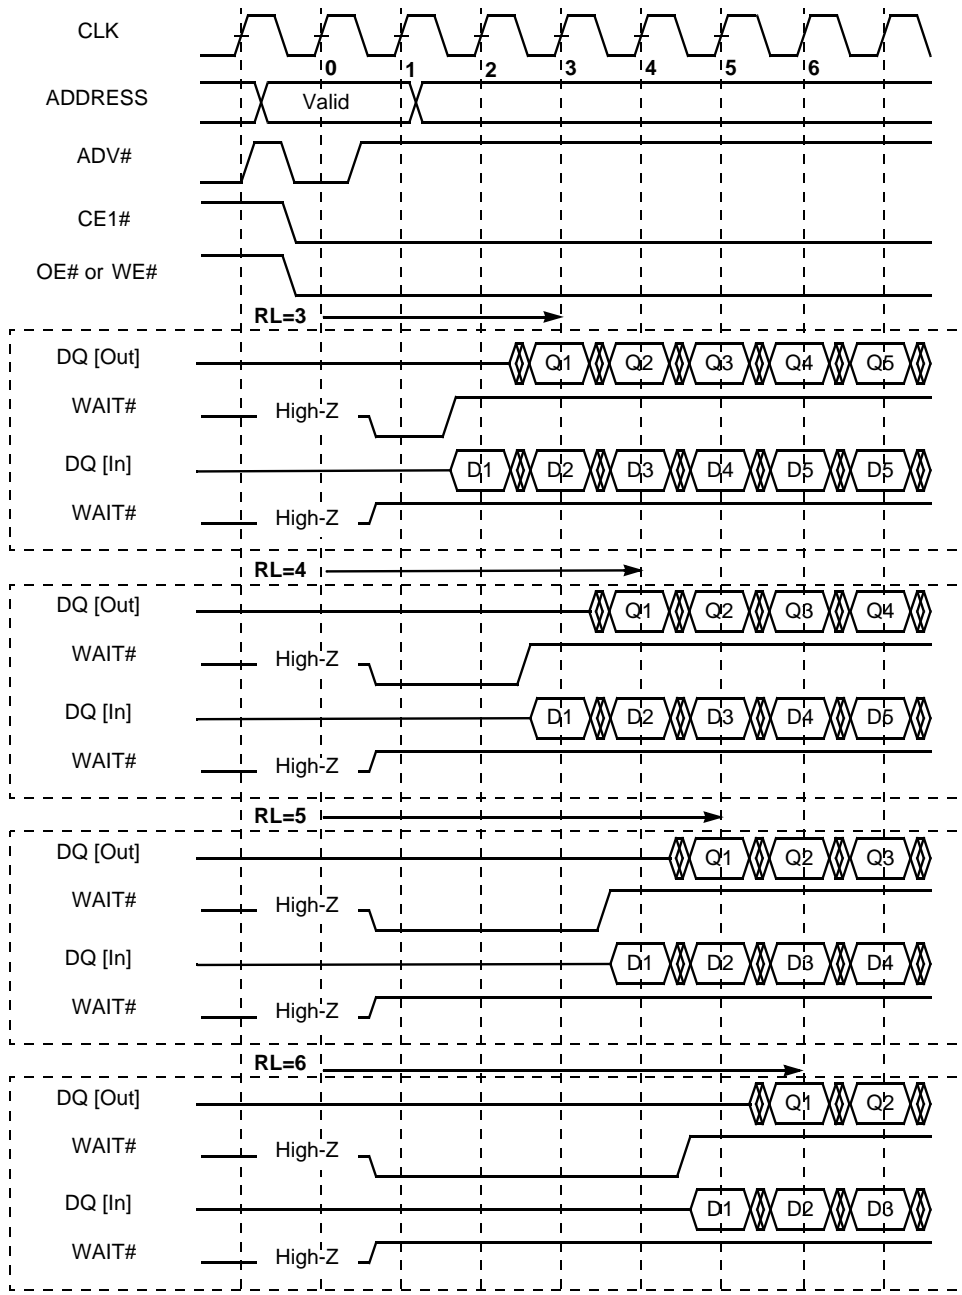 CLK
0 1 2 3 4 5 6
ADDRESS Valid
ADV#
CE1#
OE# or WE#
RL=3
DQ [Out] Q1 Q2 Q3 Q4 Q5
WAIT# High-Z
DQ [In] D1 D2 D3 D4 D5 D5
WAIT# High-Z
RL=4
DQ [Out] Q1 Q2 Q3 Q4
WAIT# High-Z
DQ [In] D1 D2 D3 D4 D5
WAIT# High-Z
RL=5
DQ [Out] Q1 Q2 Q3
WAIT# High-Z
DQ [In] D1 D2 D3 D4
WAIT# High-Z
RL=6
DQ [Out] Q1 Q2
WAIT# High-Z
DQ [In] D1 D2 D3
WAIT# High-Z